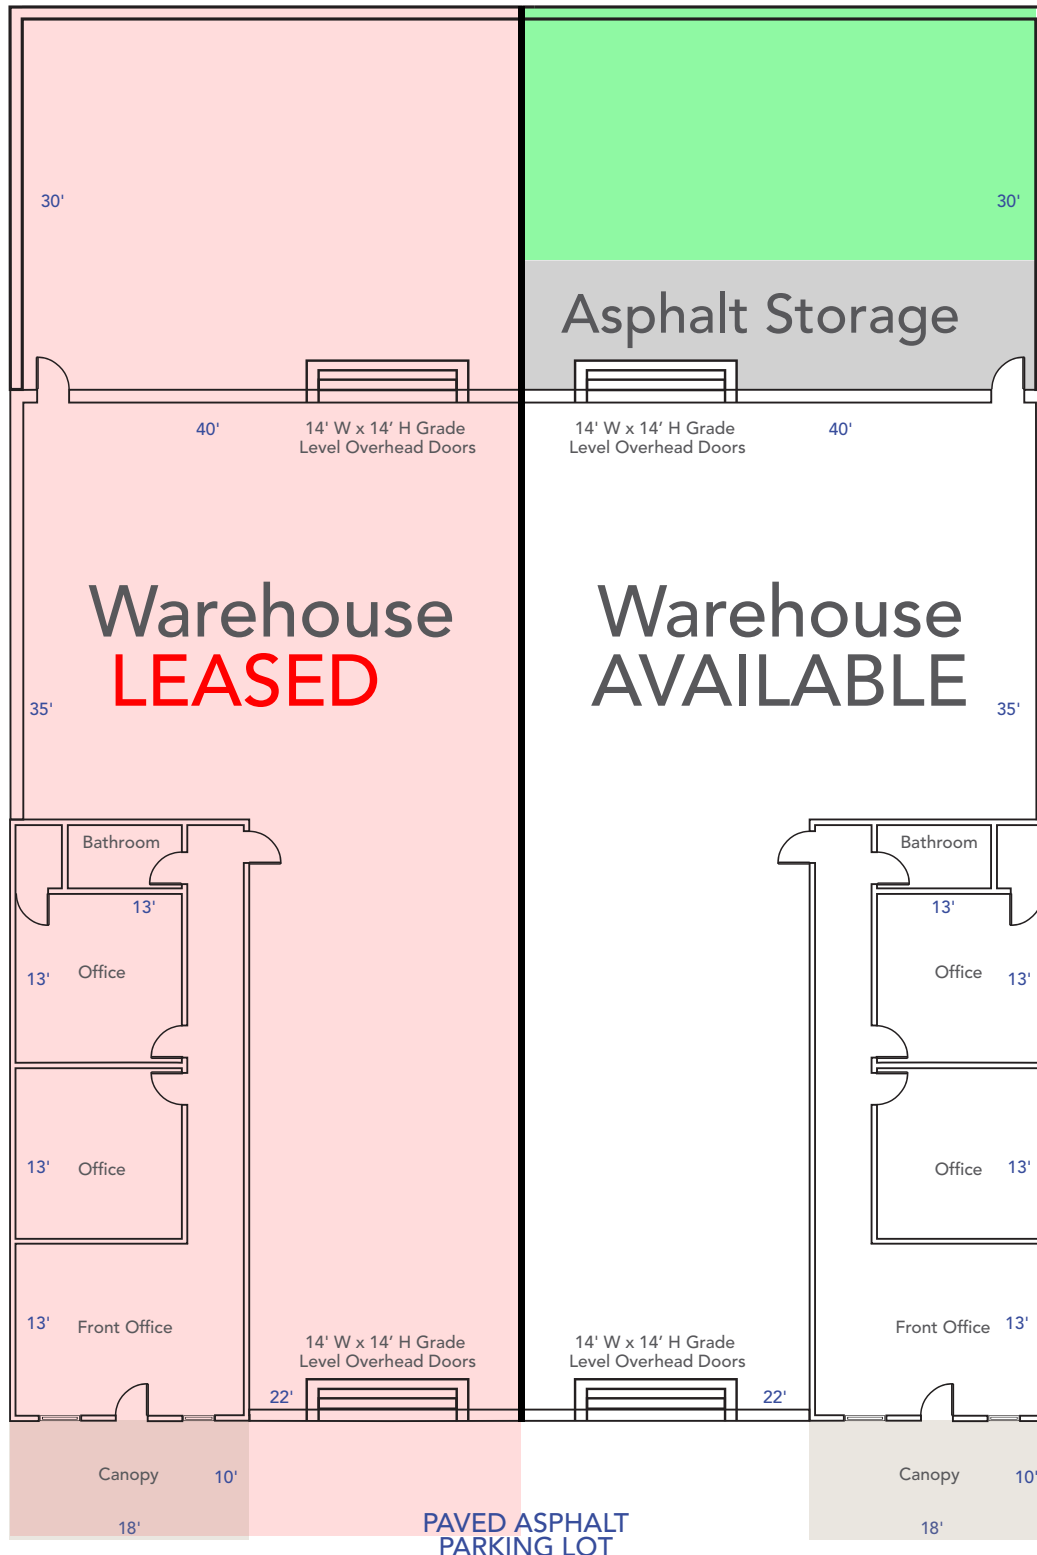 30'
30'
Asphalt Storage
40'
14' W x 14’ H Grade
Level Overhead Doors
14' W x 14’ H Grade
Level Overhead Doors
40'
Warehouse
LEASED
Warehouse
AVAILABLE
35'
35'
Bathroom
Bathroom
13'
13'
13'
Office
Office
13'
13'
Office
Office
13'
13'
Front Office
Front Office
13'
14' W x 14’ H Grade
Level Overhead Doors
14' W x 14’ H Grade
Level Overhead Doors
22'
22'
Canopy
10'
Canopy
10'
18'
18'
PAVED ASPHALT
PARKING LOT